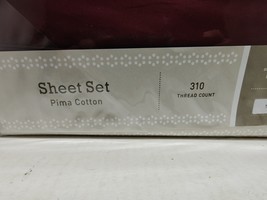 Sheet Set
Pima Cotton
310
THREAD COUNT